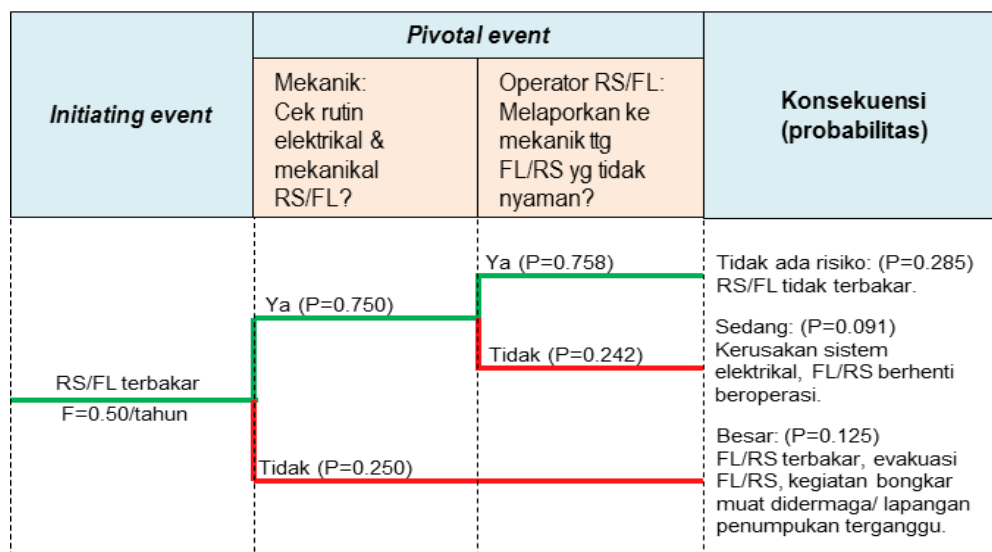 Initiating event
Pivotal event
Mekanik:
Cek rutin
elektrikal &
mekanikal
RS/FL?
Operator RS/FL:
Melaporkan ke
mekanik ttg
FL/RS yg tidak
nyaman?
Konsekuensi
(probabilitas)
RS/FL terbakar
F=0.50/tahun
Ya (P=0.750)
Tidak (P=0.250)
Ya (P=0.758)
Tidak (P=0.242)
Tidak ada risiko: (P=0.285)
RS/FL tidak terbakar.
Sedang: (P=0.091)
Kerusakan sistem
elektrikal, FL/RS berhenti
beroperasi.
Besar: (P=0.125)
FL/RS terbakar, evakuasi
FL/RS, kegiatan bongkar
muat didermaga/ lapangan
penumpukan terganggu.